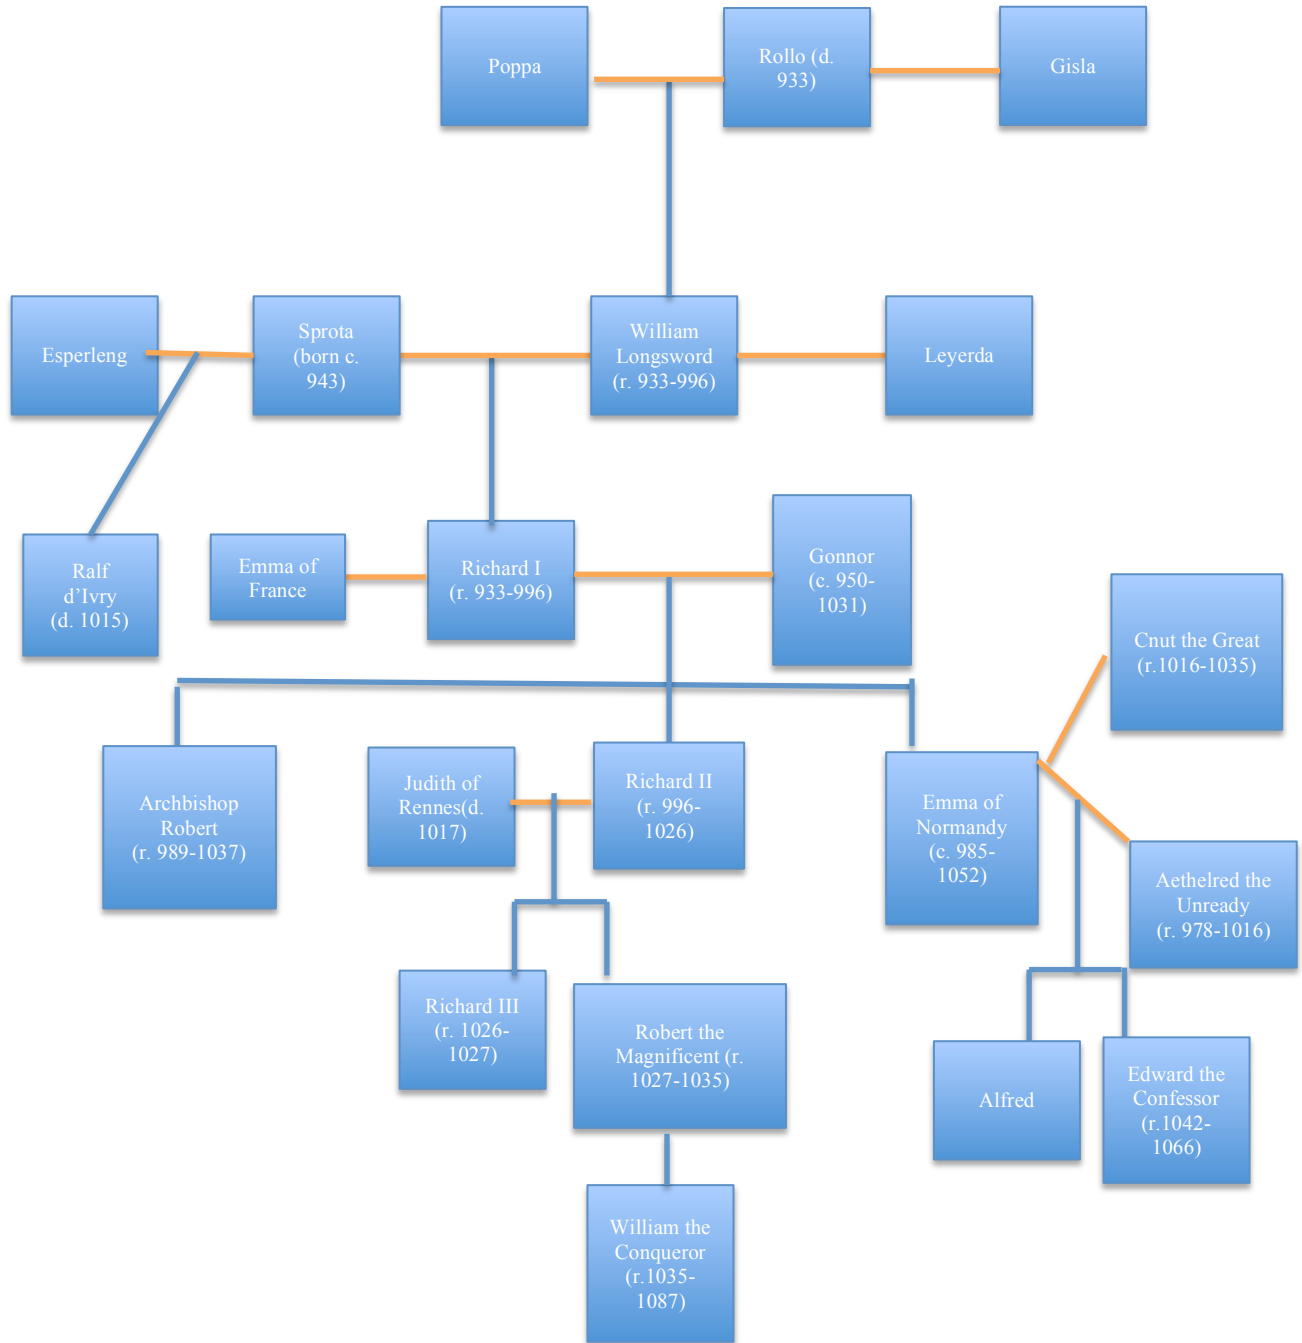 Poppa
Rollo (d.
933)
Gisla
Esperleng
Sprota
(born c.
943)
William
Longsword
(r. 933-996)
Leyerda
Ralf
d’Ivry
(d. 1015)
Emma of
France
Richard I
(r. 933-996)
Gonnor
(c. 950-
1031)
Cnut the Great
(r.1016-1035)
Archbishop
Robert
(r. 989-1037)
Judith of
Rennes(d.
1017)
Richard II
(r. 996-
1026)
Emma of
Normandy
(c. 985-
1052)
Aethelred the
Unready
(r. 978-1016)
Richard III
(r. 1026-
1027)
Robert the
Magnificent (r.
1027-1035)
Alfred
Edward the
Confessor
(r.1042-
1066)
William the
Conqueror
(r.1035-
1087)